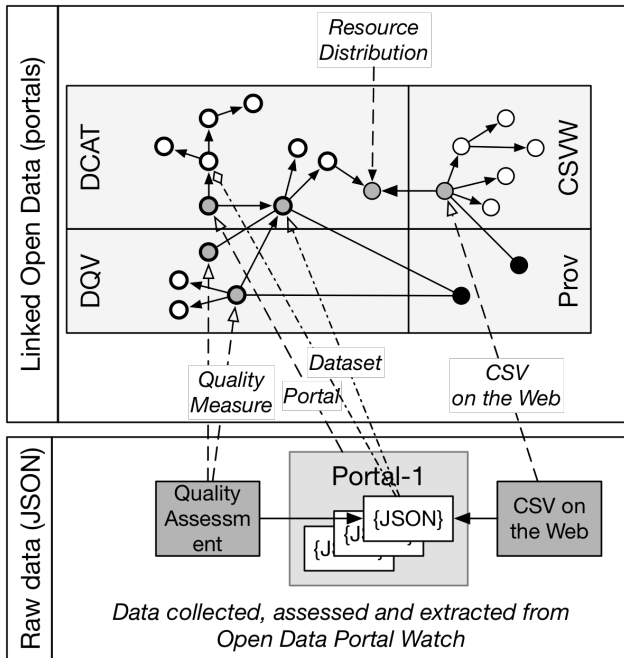 Linked Open Data (portals)
Resource
Distribution
DCAT
CSVW
DQV
Prov
Quality
Measure
Portal
Dataset
CSV
on the Web
Raw data (JSON)
Portal-1
Quality
Assessm
ent
{JSON}
{JS
{JS
CSV on
the Web
Data collected, assessed and extracted from
Open Data Portal Watch